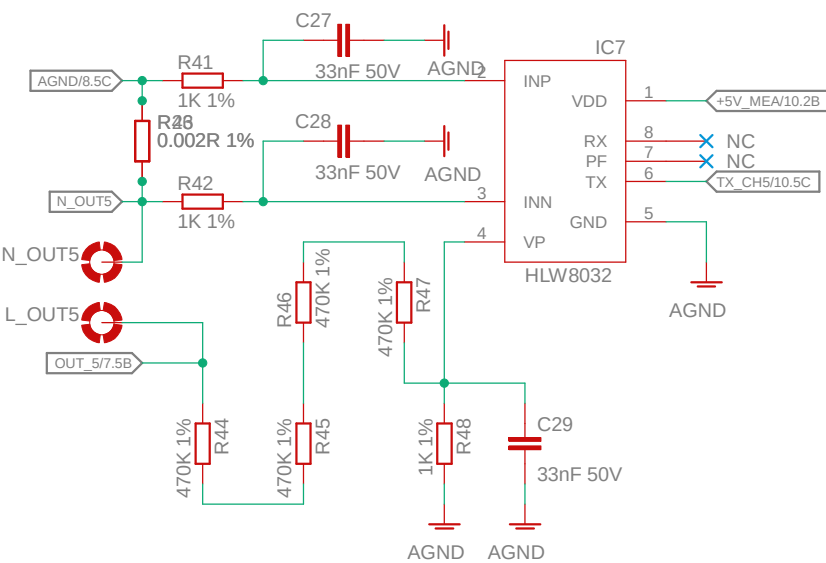 C27
IC7
R41
33nF 50V
AGND
2
AGND/8.5C
INP
1K 1%
VDD
1
+5V_MEA/10.2B
C28
0.002R 1%
RX
8
NC
PF
7
NC
33nF 50V
AGND
R42
TX
6
TX_CH5/10.5C
N_OUT5
3
INN
1K 1%
GND
5
4
VP
N_OUT5
HLW8032
R46
470K 1%
470K 1%
R47
AGND
L_OUT5
OUT_5/7.5B
470K 1%
R44
470K 1%
R45
1K 1%
R48
C29
33nF 50V
AGND
AGND